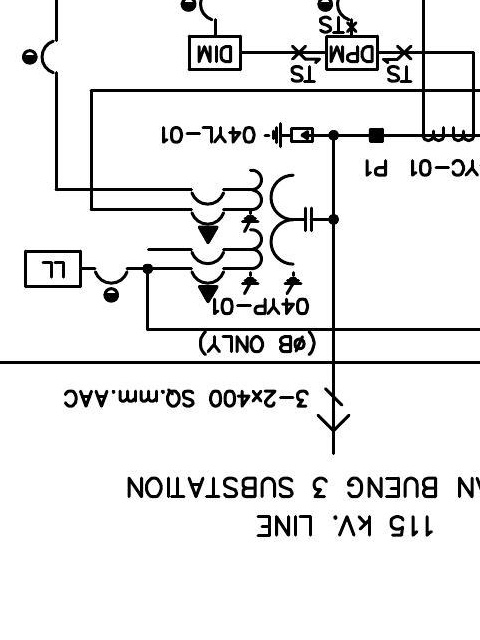 115 kV. LINE
AN BUENG 3 SUBSTATION
3-2x400 SQ.mm.AAC
(øB ONLY)
04YP-01
LL
YC-01 P1
04YL-01
TS TS
DPM DIM
*TS